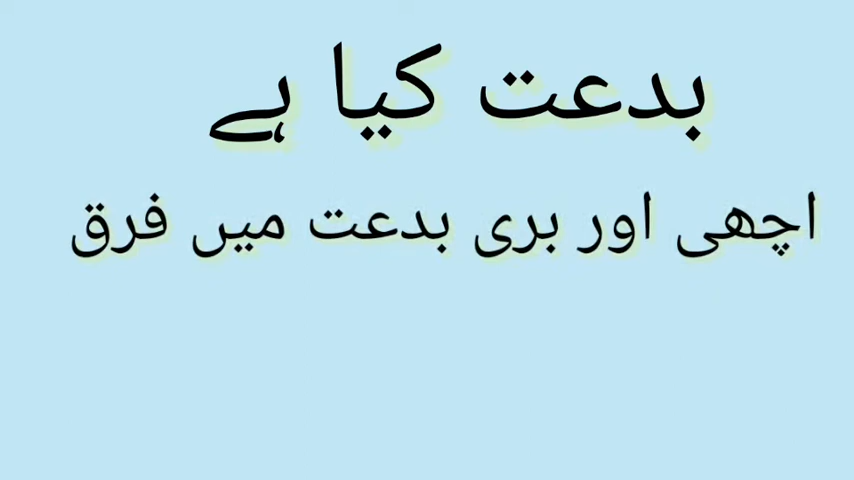 بدعت کیا ہے
اچھی اور بری بدعت میں فرق